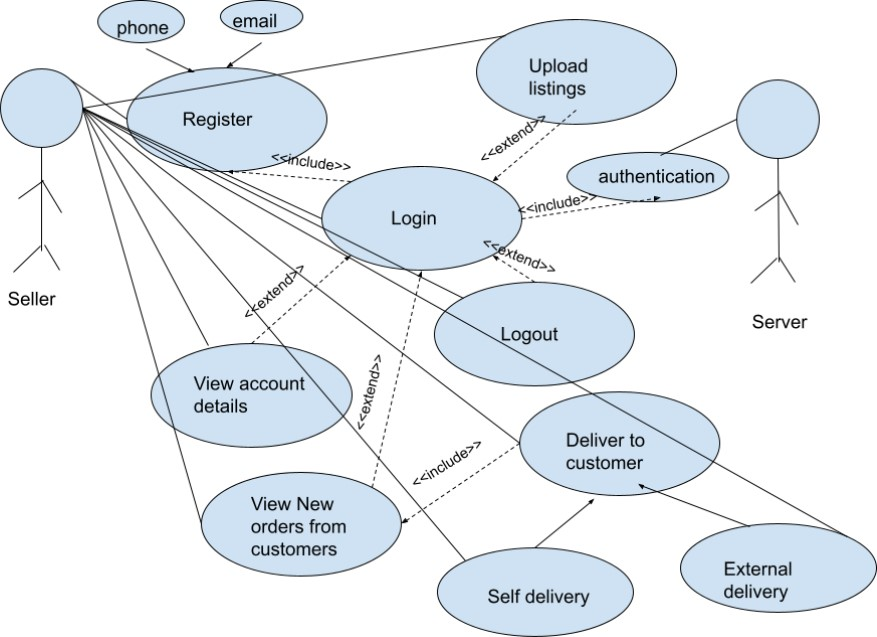 phone
email
Upload
listings
Register
<<extend>>
<<include>>
authentication
<<include>>
Login
<<extend>>
<<extend>>
Seller
Server
Logout
View account
details
<<extend>>
Deliver to
customer
<<include>>
View New
orders from
customers
External
delivery
Self delivery